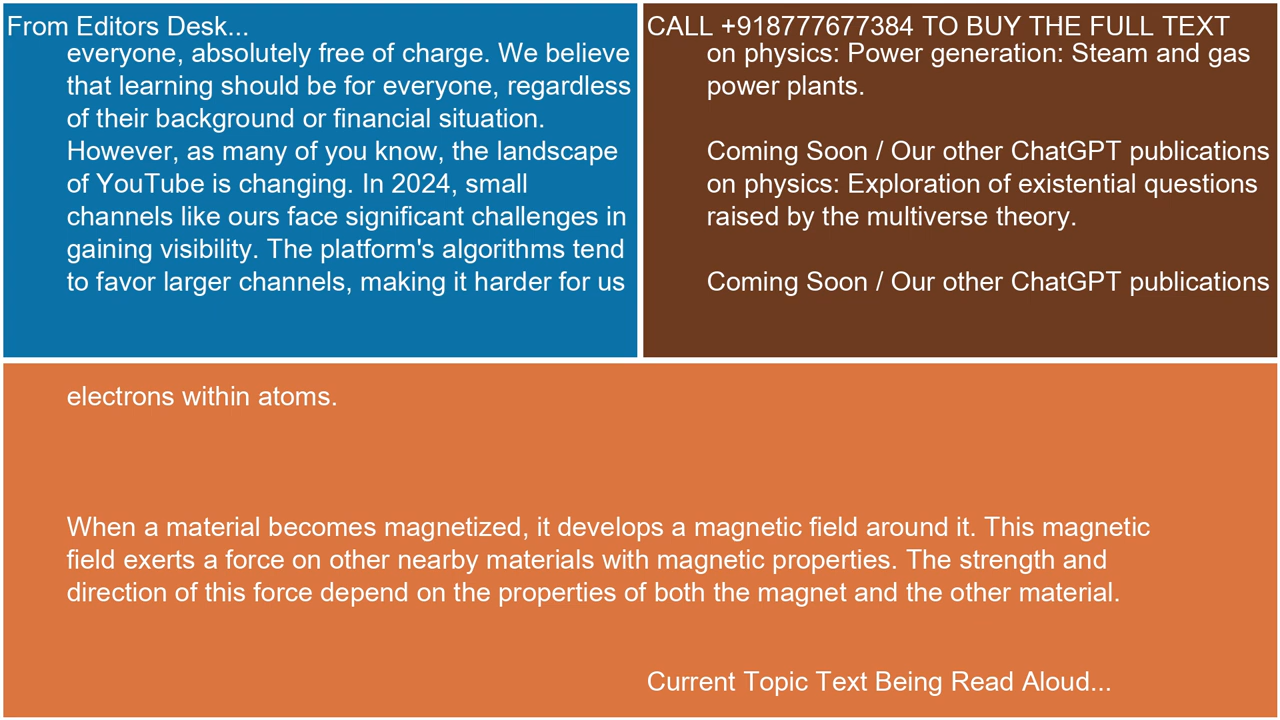 From Editors Desk...
everyone, absolutely free of charge. We believe
that learning should be for everyone, regardless
of their background or financial situation.
However, as many of you know, the landscape
of YouTube is changing. In 2024, small
channels like ours face significant challenges in
gaining visibility. The platform's algorithms tend
to favor larger channels, making it harder for us
CALL +918777677384 TO BUY THE FULL TEXT
on physics: Power generation: Steam and gas
power plants.
Coming Soon / Our other ChatGPT publications
on physics: Exploration of existential questions
raised by the multiverse theory.
Coming Soon / Our other ChatGPT publications
electrons within atoms.
When a material becomes magnetized, it develops a magnetic field around it. This magnetic
field exerts a force on other nearby materials with magnetic properties. The strength and
direction of this force depend on the properties of both the magnet and the other material.
Current Topic Text Being Read Aloud...